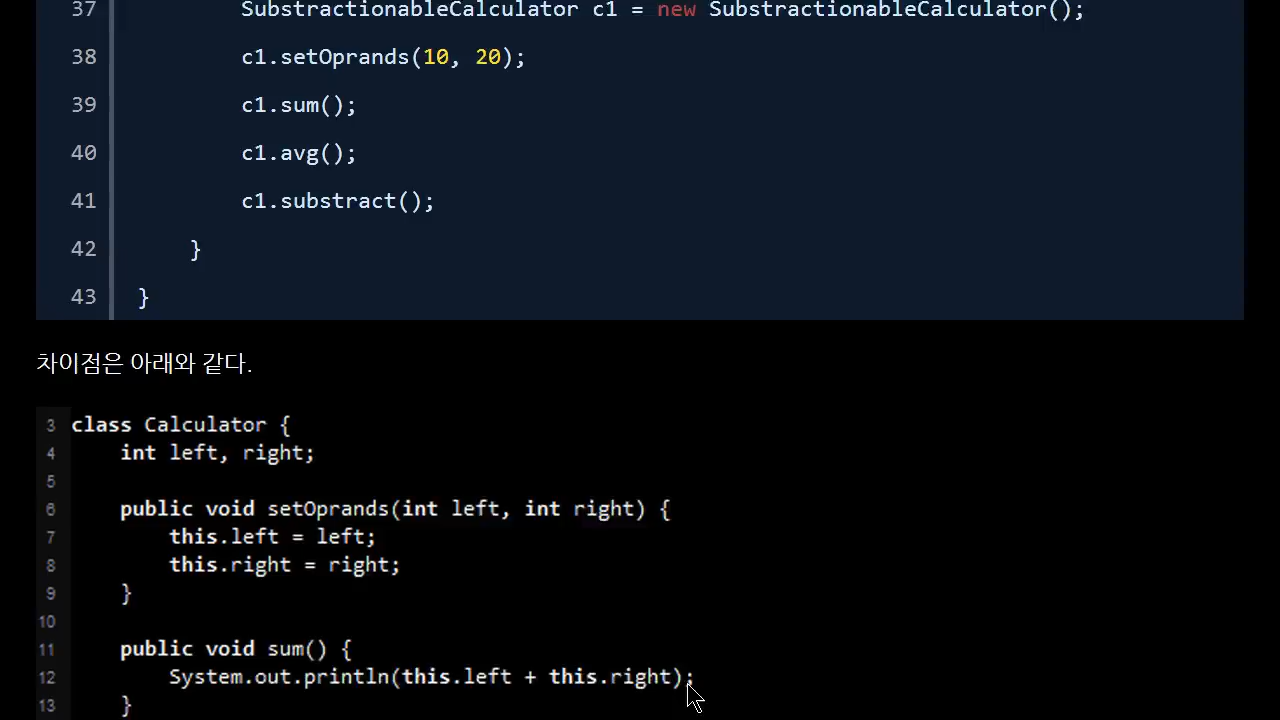 37 SubstractionableCalculator c1 = new SubstractionableCalculator();
38 c1.setOprands(10, 20);
39 c1.sum();
40 c1.avg();
41 c1.substract();
42 }
43 }
차이점은 아래와 같다.
3 class Calculator {
4 int left, right;
5
6 public void setOprands(int left, int right) {
7 this.left = left;
8 this.right = right;
9 }
10
11 public void sum() {
12 System.out.println(this.left + this.right);
13 }